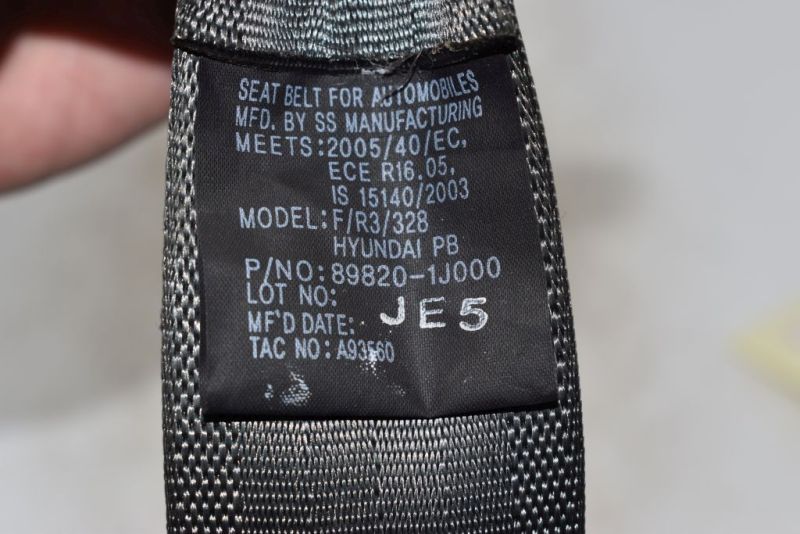 SEAT BELT FOR AUTOMOBILES
MFD. BY SS MANUFACTURING
MEETS: 2005/40/EC,
ECE R16.05,
IS 15140/2003
MODEL: F/R3/328
HYUNDAI PB
P/NO: 89820-1J000
LOT NO:
MF'D DATE: JE5
TAC NO: A93560